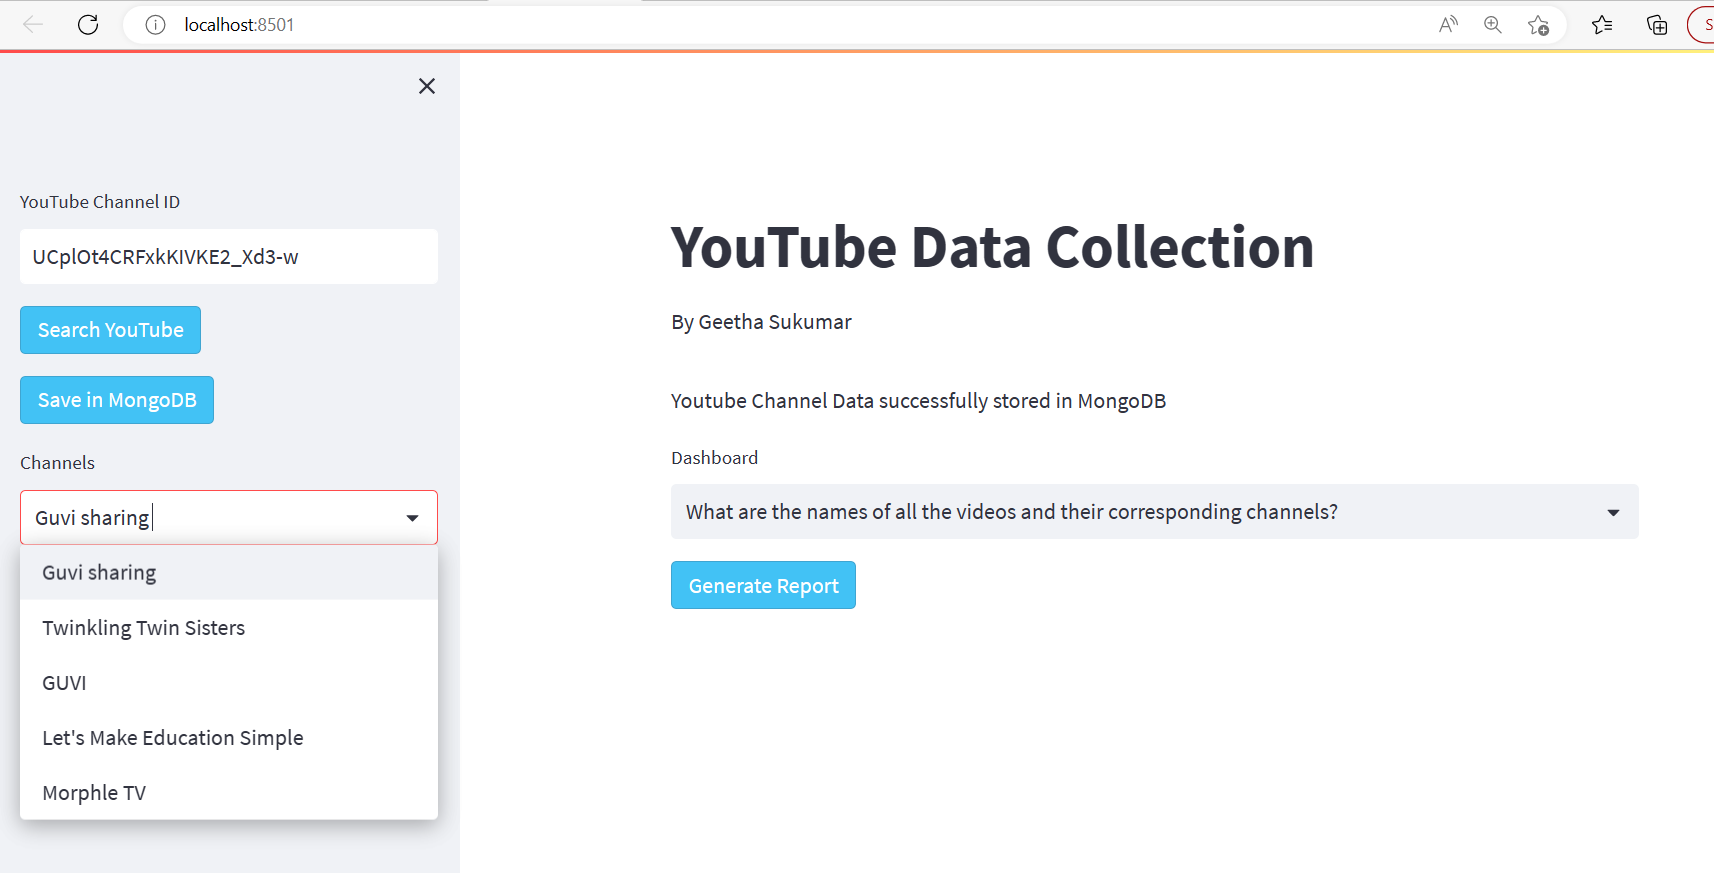 localhost:8501
S
YouTube Channel ID
UCplOt4CRFxkKIVKE2_Xd3-w
Search YouTube
Save in MongoDB
Channels
Guvi sharing
Guvi sharing
Twinkling Twin Sisters
GUVI
Let's Make Education Simple
Morphle TV
YouTube Data Collection
By Geetha Sukumar
Youtube Channel Data successfully stored in MongoDB
Dashboard
What are the names of all the videos and their corresponding channels?
Generate Report